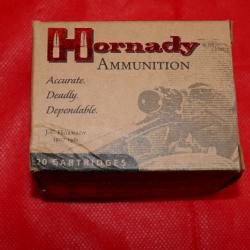 Hornady
AMMUNITION
Accurate.
Deadly.
Dependable.
20 CARTRIDGES